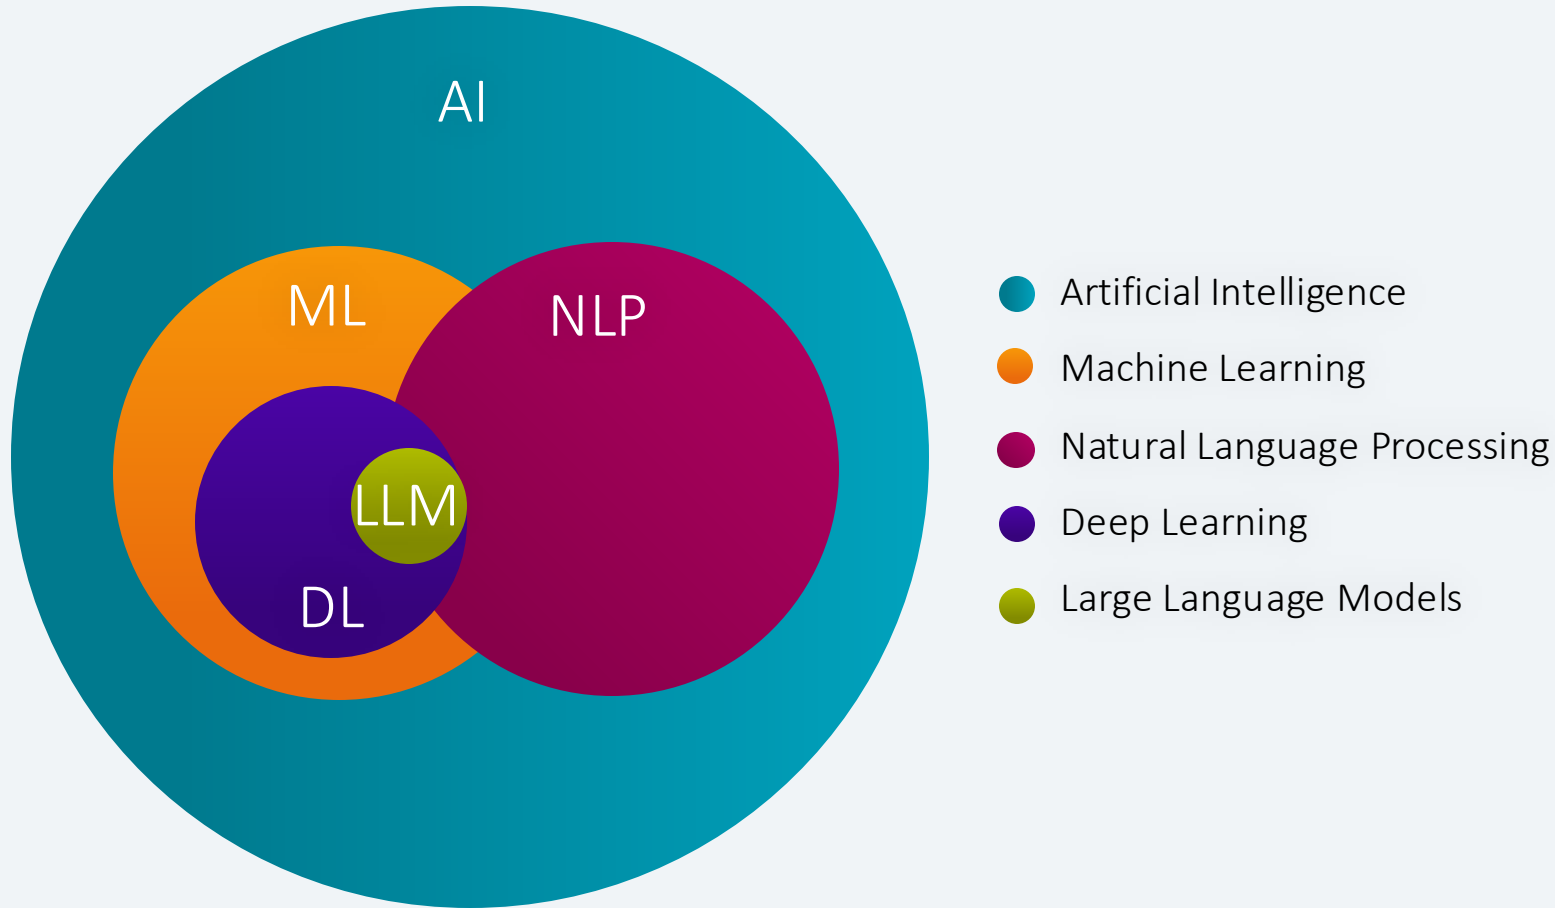 AI
ML
NLP
LLM
DL
Artificial Intelligence
Machine Learning
Natural Language Processing
Deep Learning
Large Language Models